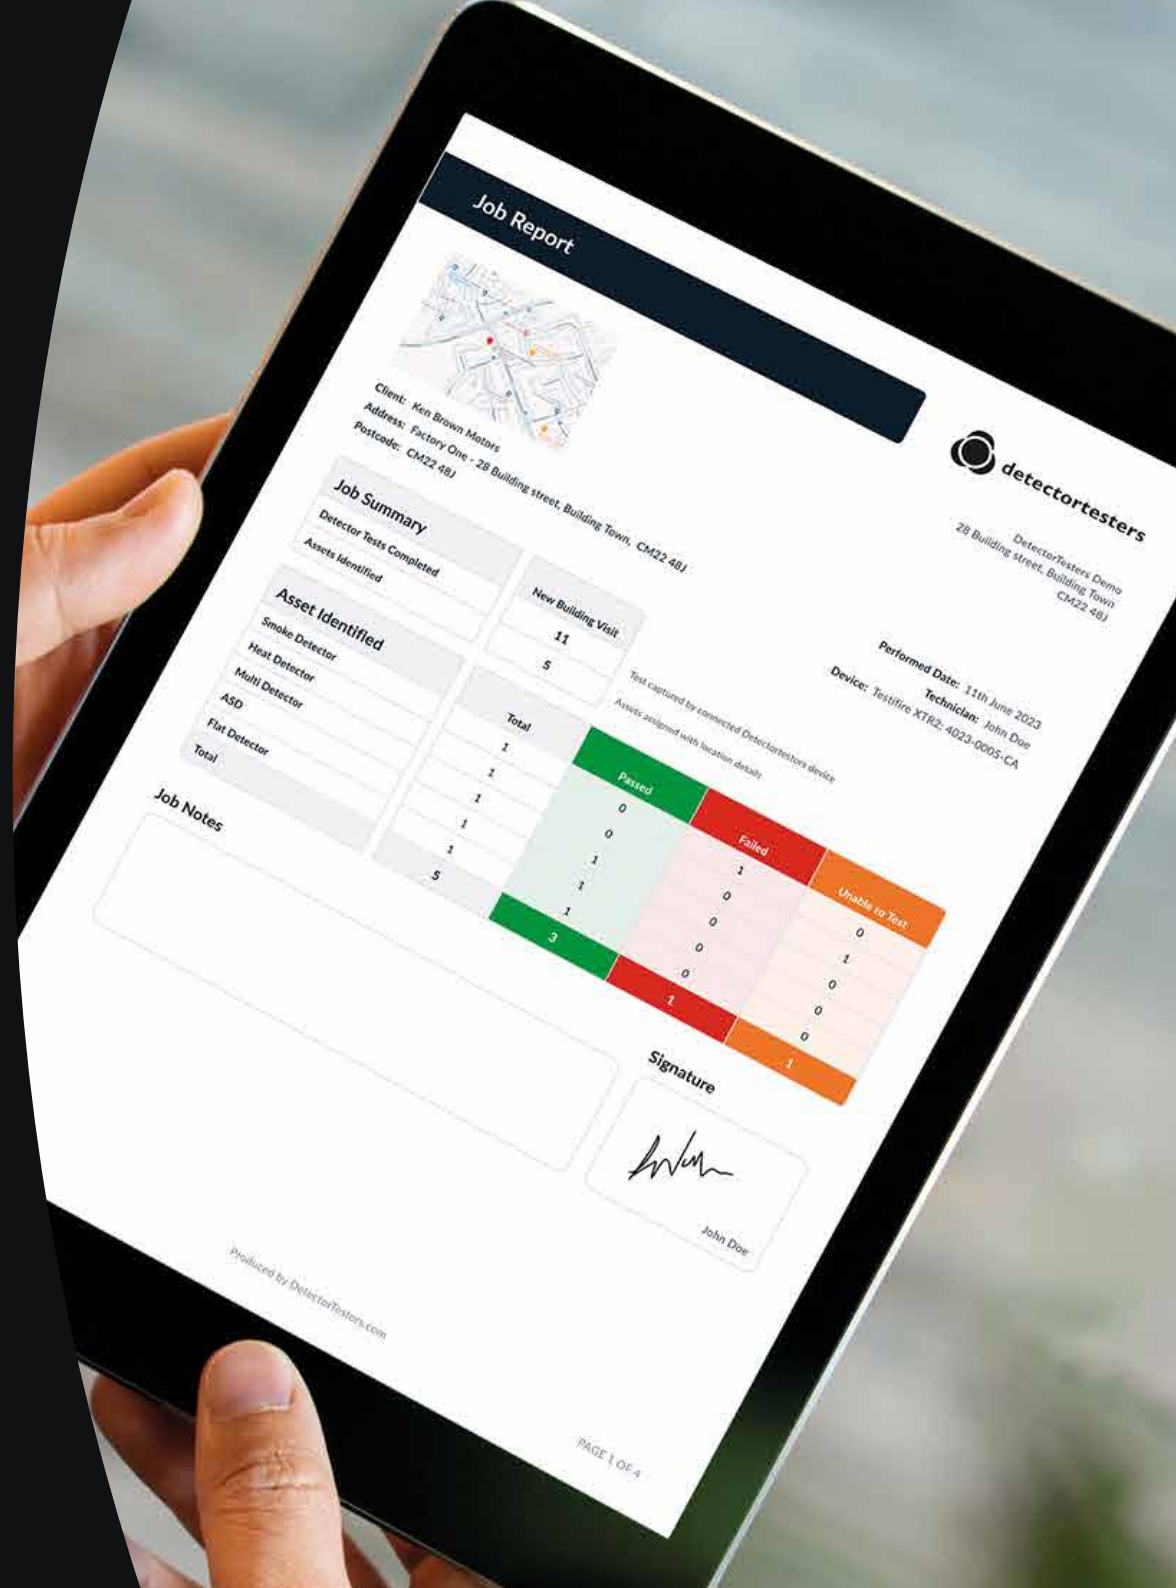 Job Report
detectortesters
DetectorTesters Demo
28 Building street, Building Town
CM22 48J
Client: Ken Brown Motors
Address: Factory One - 28 Building street, Building Town, CM22 48J
Postcode: CM22 48J
Performed Date: 11th June 2023
Technician: John Doe
Device: Testifire XTR2: 4023-0005-CA
Job Summary New Building Visit
Detector Tests Completed 11 Test captured by connected Detectortestors device
Assets Identified 5 Assets assigned with location details
Asset Identified Total Passed Failed Unable to Test
Smoke Detector 1 0 1 0
Heat Detector 1 0 0 1
Multi Detector 1 1 0 0
ASD 1 1 0 0
Flat Detector 1 1 0 0
Total 5 3 1 1
Job Notes
Signature
John Doe
Produced by DetectorTestors.com
PAGE 1 OF 4